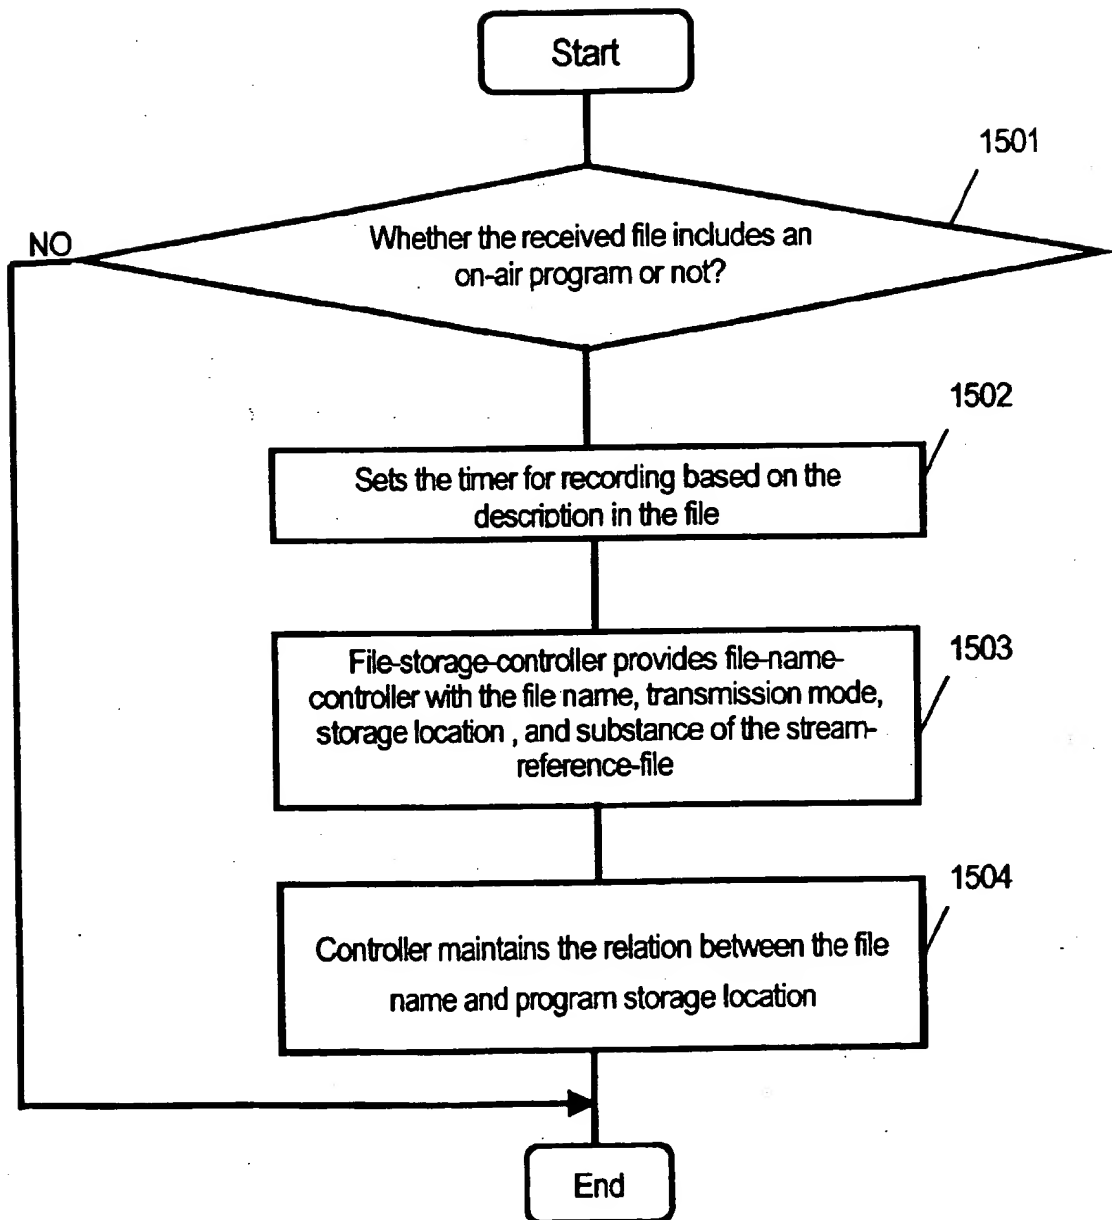 Start
1501
NO
Whether the received file includes an
on-air program or not?
1502
Sets the timer for recording based on the
description in the file
1503
File-storage-controller provides file-name-
controller with the file name, transmission mode,
storage location , and substance of the stream-
reference-file
1504
Controller maintains the relation between the file
name and program storage location
End